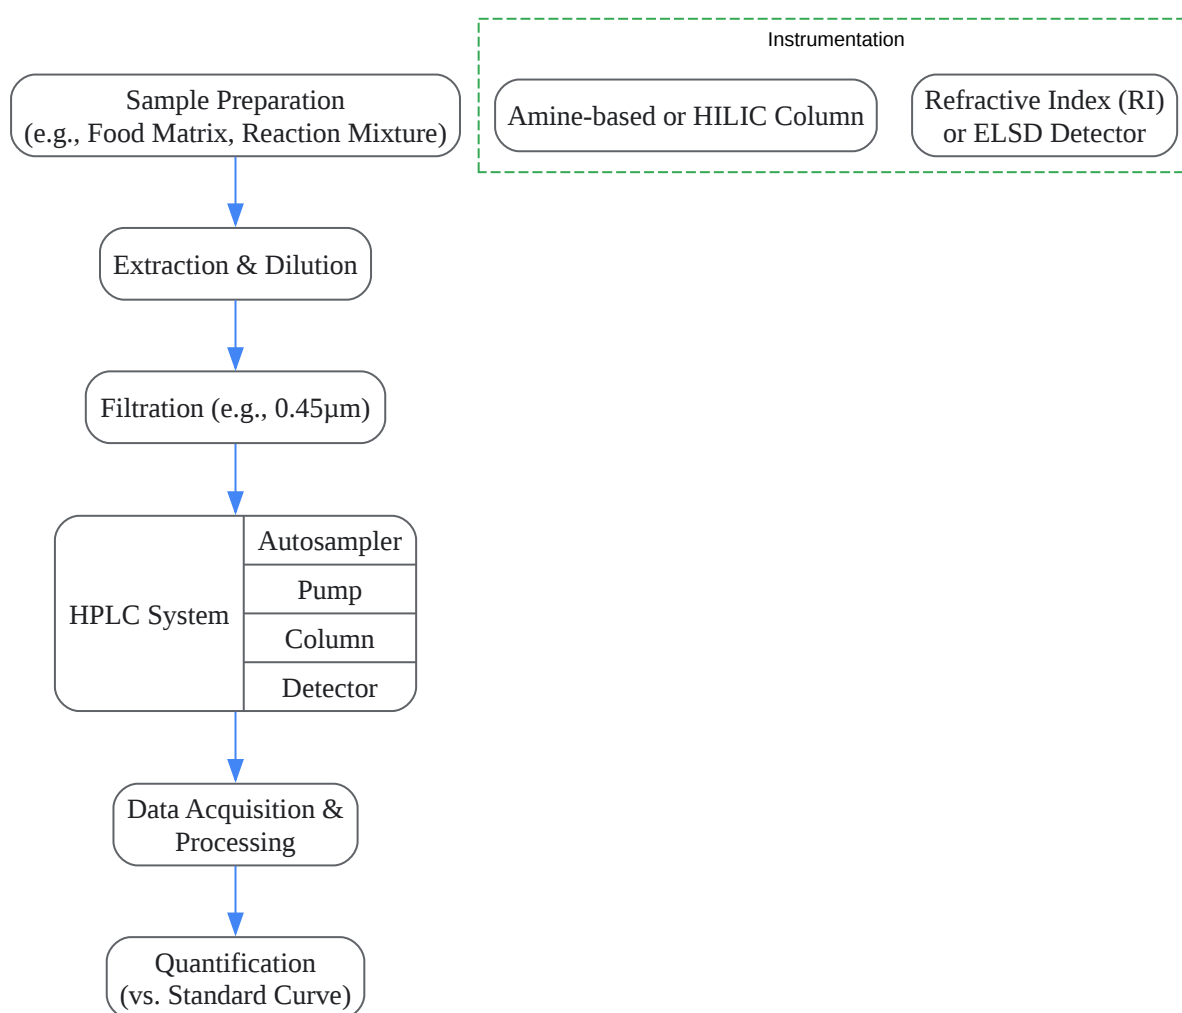 Instrumentation
Sample Preparation
(e.g., Food Matrix, Reaction Mixture)
Amine-based or HILIC Column
Refractive Index (RI)
or ELSD Detector
Extraction & Dilution
Filtration (e.g., 0.45µm)
HPLC System
Autosampler
Pump
Column
Detector
Data Acquisition &
Processing
Quantification
(vs. Standard Curve)